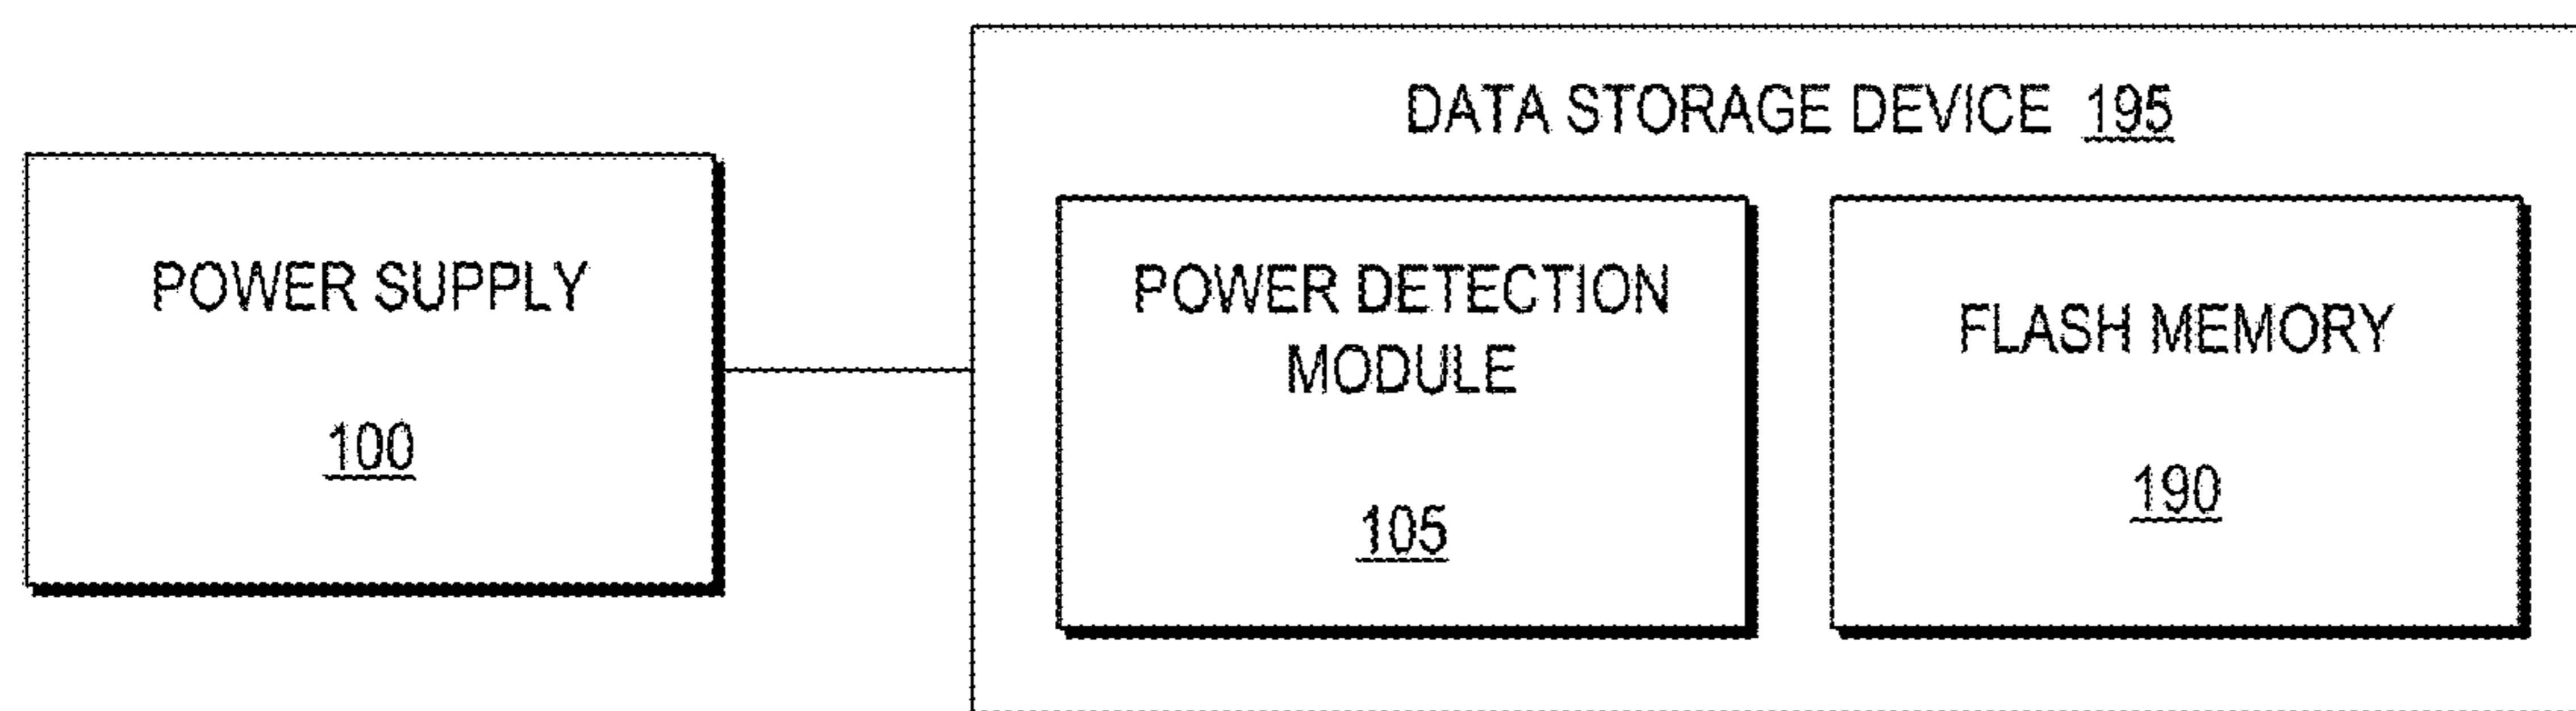 DATA STORAGE DEVICE 195
POWER SUPPLY
100
POWER DETECTION
MODULE
105
FLASH MEMORY
190